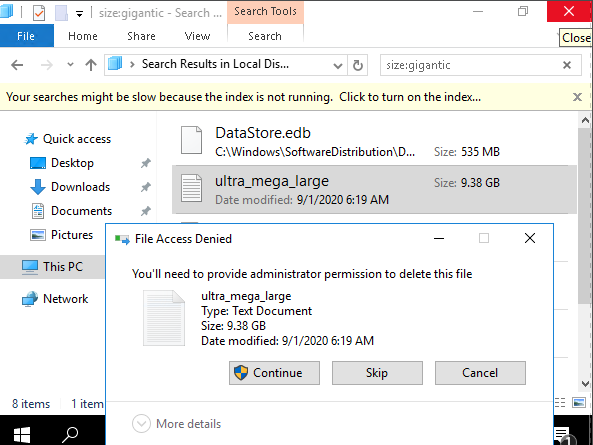 size:gigantic - Search ...
Search Tools
File
Home
Share
View
Search
Close
Search Results in Local Dis...
size:gigantic
Your searches might be slow because the index is not running. Click to turn on the index...
Quick access
Desktop
Downloads
Documents
Pictures
This PC
Network
DataStore.edb
C:\Windows\SoftwareDistribution\D...
Size: 535 MB
ultra_mega_large
Size: 9.38 GB
Date modified: 9/1/2020 6:19 AM
File Access Denied
You'll need to provide administrator permission to delete this file
ultra_mega_large
Type: Text Document
Size: 9.38 GB
Date modified: 9/1/2020 6:19 AM
Continue
Skip
Cancel
More details
8 items
1 item
1